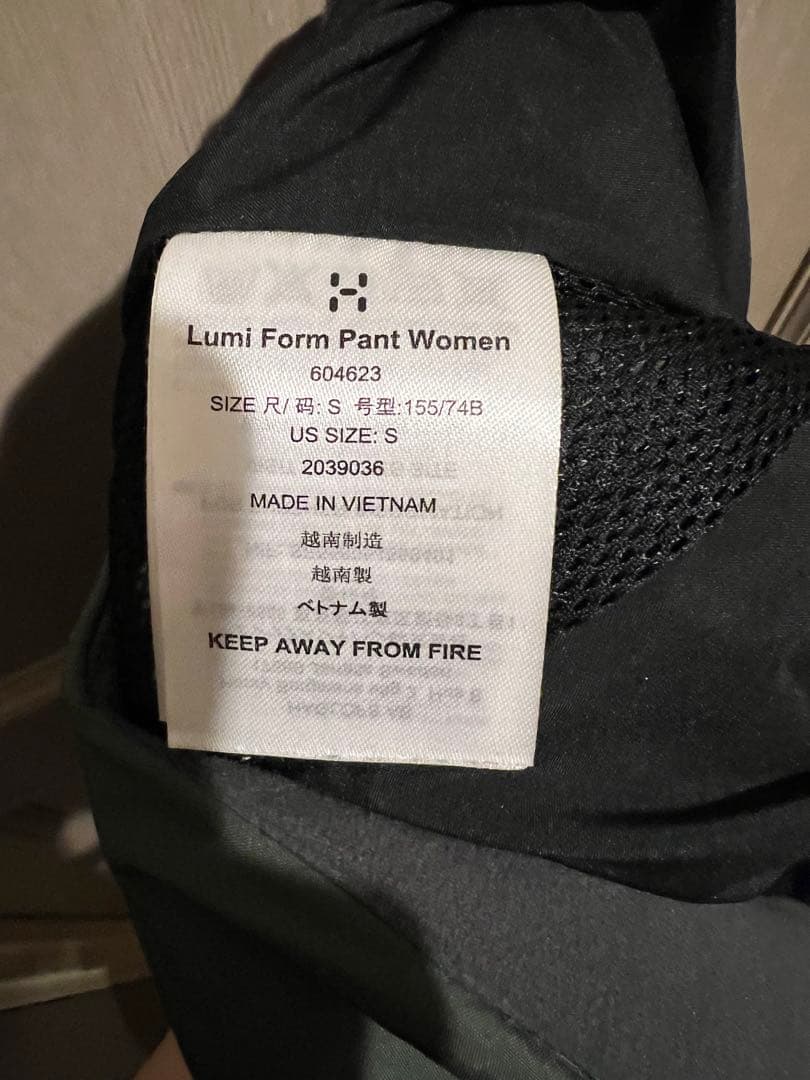 Lumi Form Pant Women
604623
SIZE 尺/ 码: S 号型:155/74B
US SIZE: S
2039036
MADE IN VIETNAM
越南制造
越南製
ベトナム製
KEEP AWAY FROM FIRE